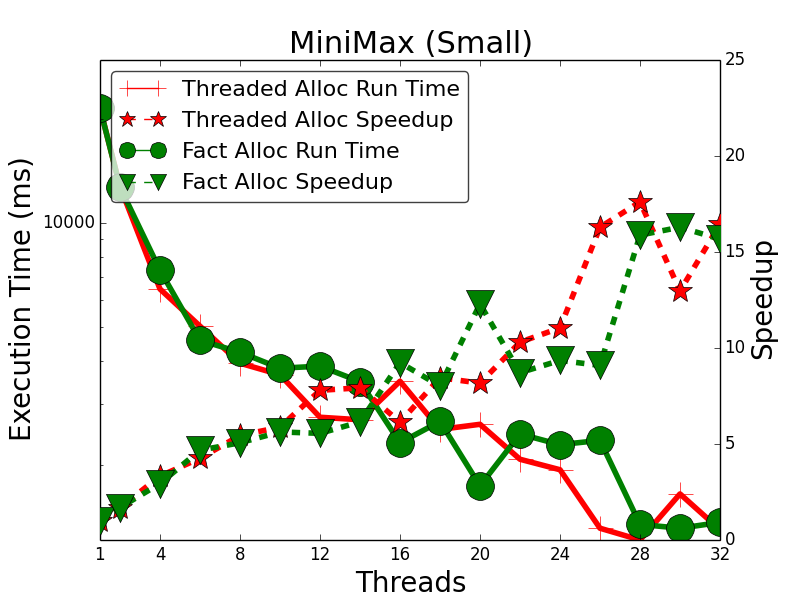 MiniMax (Small)
Threaded Alloc Run Time
Threaded Alloc Speedup
Fact Alloc Run Time
Fact Alloc Speedup
Execution Time (ms)
10000
25
20
15
10
5
0
Speedup
1 4 8 12 16 20 24 28 32
Threads